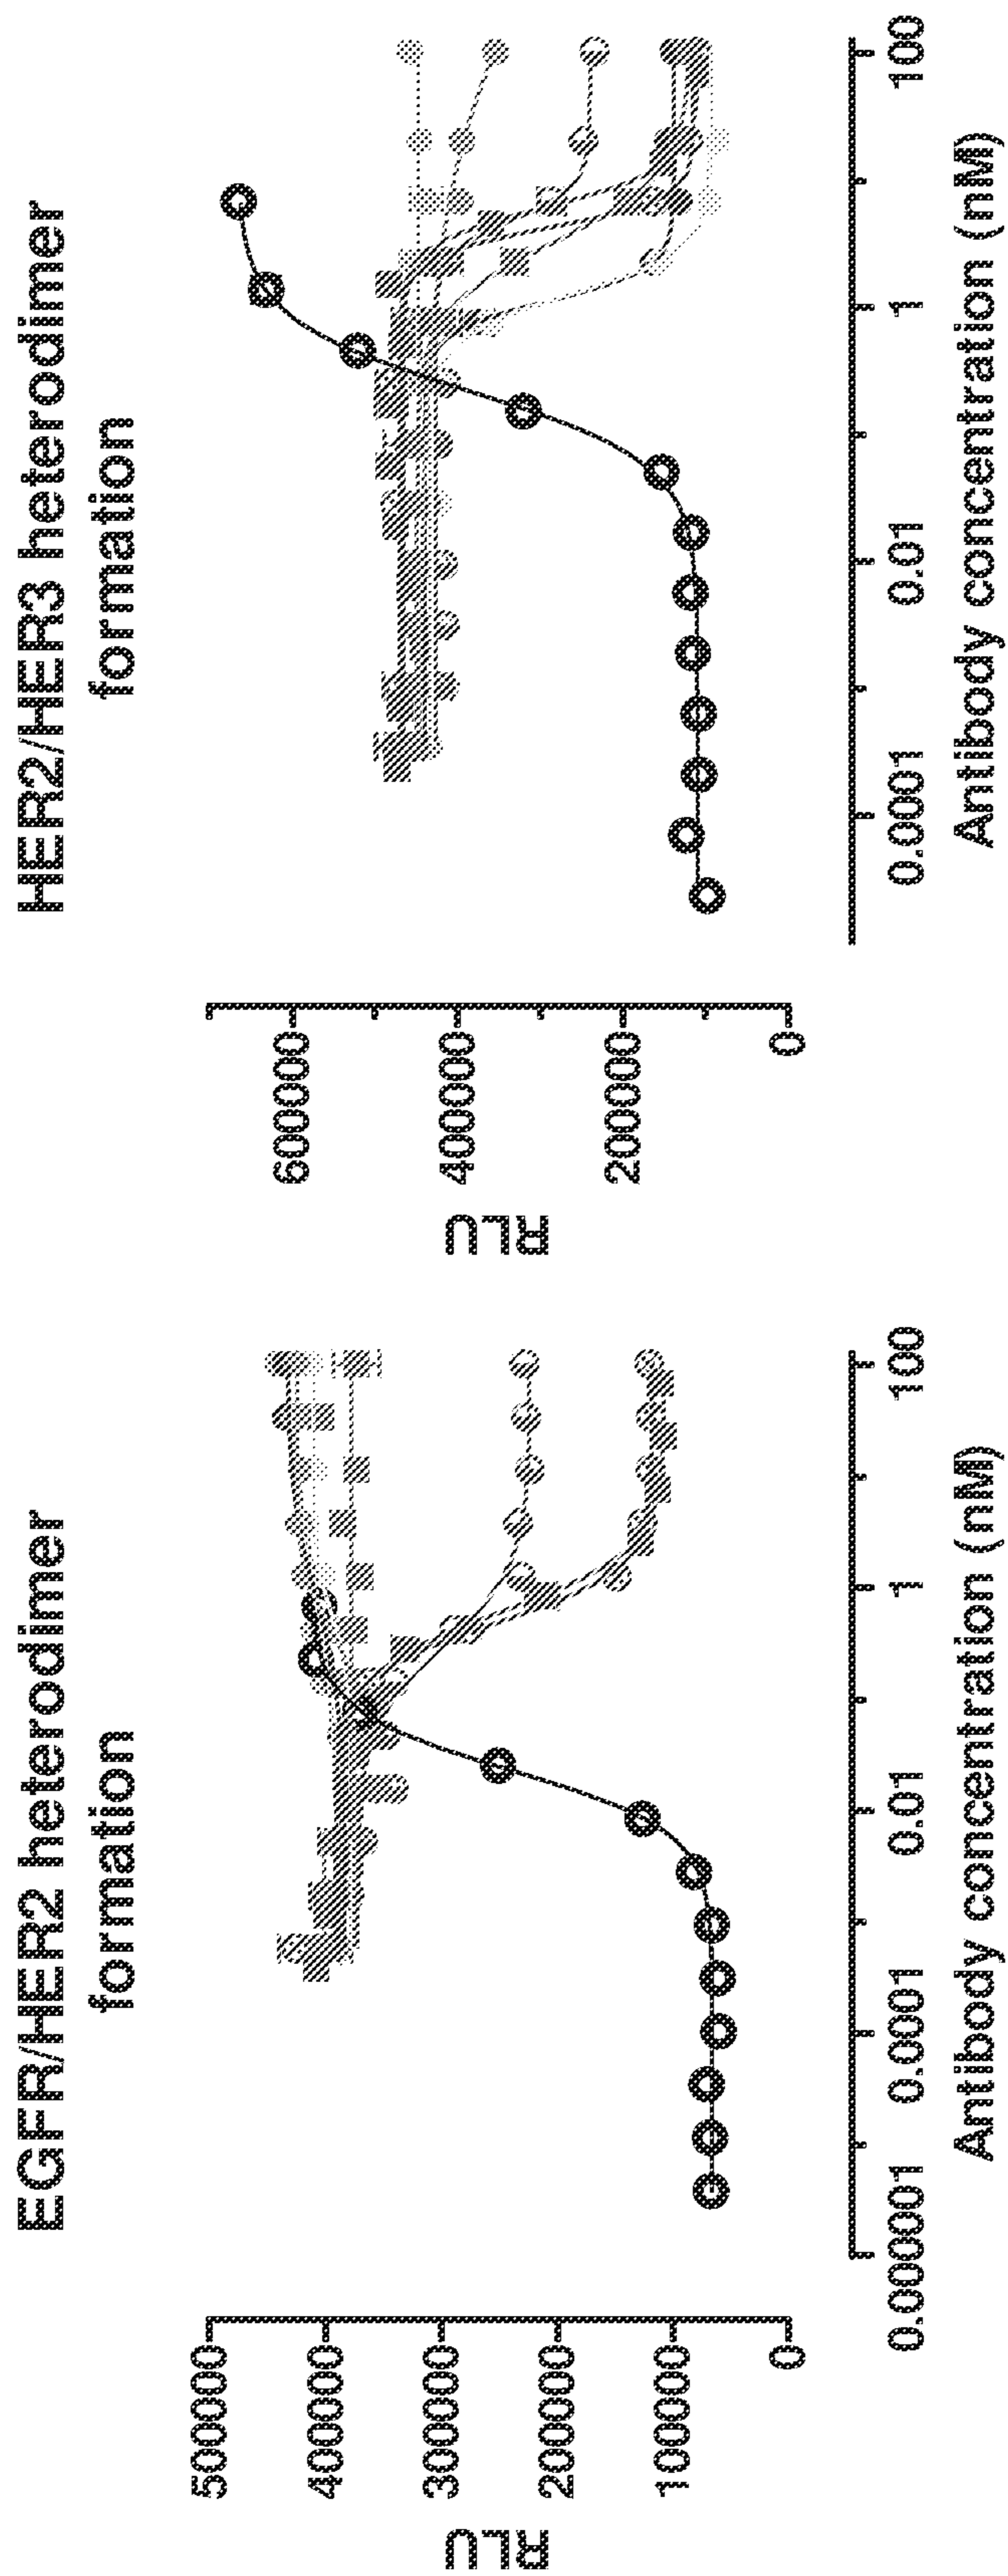 EGFR/HER2 heterodimer
formation
RLU
500000
400000
300000
200000
100000
0
0.000001
0.0001
0.01
1
100
Antibody concentration (nM)
HER2/HER3 heterodimer
formation
RLU
600000
400000
200000
0
0.0001
0.01
1
100
Antibody concentration (nM)